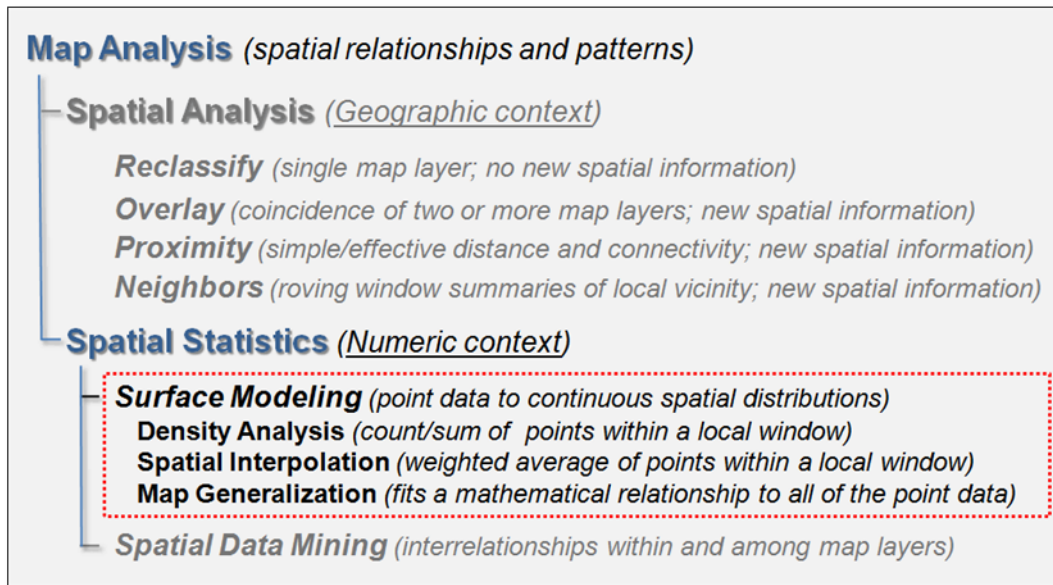 Map Analysis (spatial relationships and patterns)
Spatial Analysis (Geographic context)
Reclassify (single map layer; no new spatial information)
Overlay (coincidence of two or more map layers; new spatial information)
Proximity (simple/effective distance and connectivity; new spatial information)
Neighbors (roving window summaries of local vicinity; new spatial information)
Spatial Statistics (Numeric context)
Surface Modeling (point data to continuous spatial distributions)
Density Analysis (count/sum of points within a local window)
Spatial Interpolation (weighted average of points within a local window)
Map Generalization (fits a mathematical relationship to all of the point data)
Spatial Data Mining (interrelationships within and among map layers)